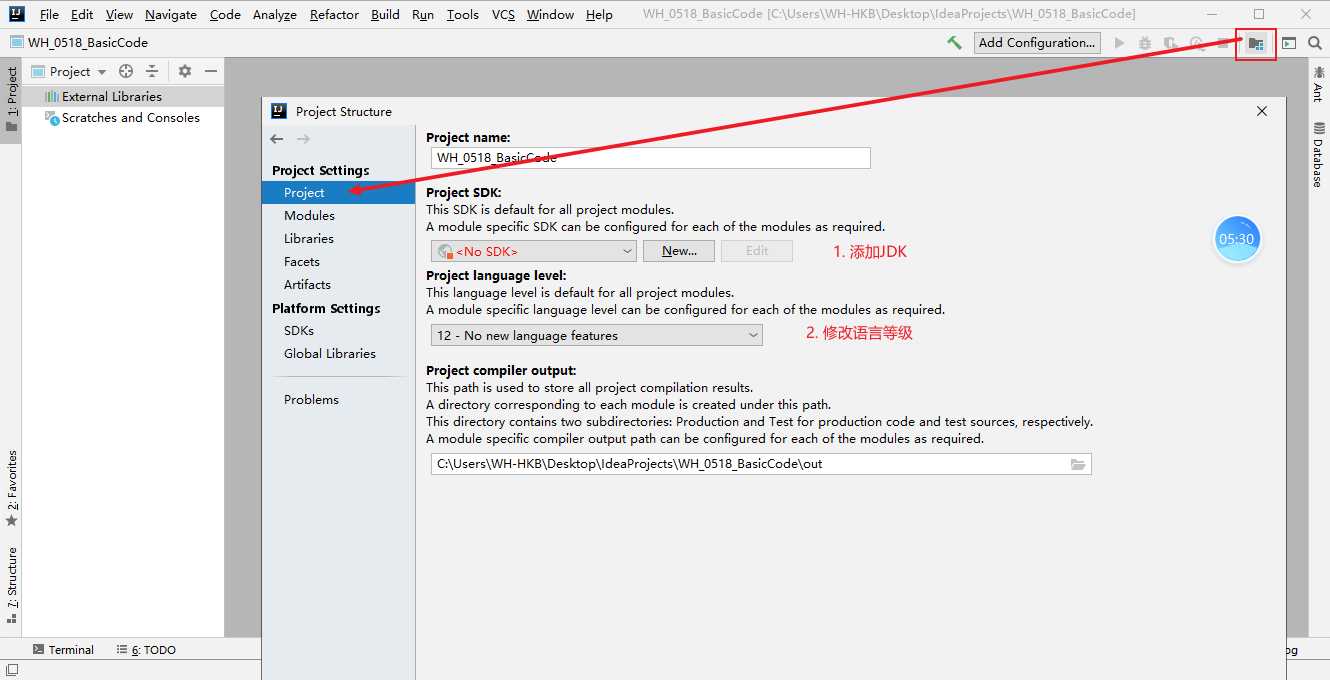 File Edit View Navigate Code Analyze Refactor Build Run Tools VCS Window Help
WH_0518_BasicCode [C:\Users\WH-HKB\Desktop\IdeaProjects\WH_0518_BasicCode]
WH_0518_BasicCode
Add Configuration...
1: Project
Project
External Libraries
Scratches and Consoles
Project Structure
Project Settings
Project
Modules
Libraries
Facets
Artifacts
Platform Settings
SDKs
Global Libraries
Problems
Project name:
WH_0518_BasicCode
Project SDK:
This SDK is default for all project modules.
A module specific SDK can be configured for each of the modules as required.
<No SDK> New... Edit
1. 添加JDK
Project language level:
This language level is default for all project modules.
A module specific language level can be configured for each of the modules as required.
12 - No new language features
2. 修改语言等级
Project compiler output:
This path is used to store all project compilation results.
A directory corresponding to each module is created under this path.
This directory contains two subdirectories: Production and Test for production code and test sources, respectively.
A module specific compiler output path can be configured for each of the modules as required.
C:\Users\WH-HKB\Desktop\IdeaProjects\WH_0518_BasicCode\out
05:30
Ant
Database
2: Favorites
7: Structure
Terminal 6: TODO
og